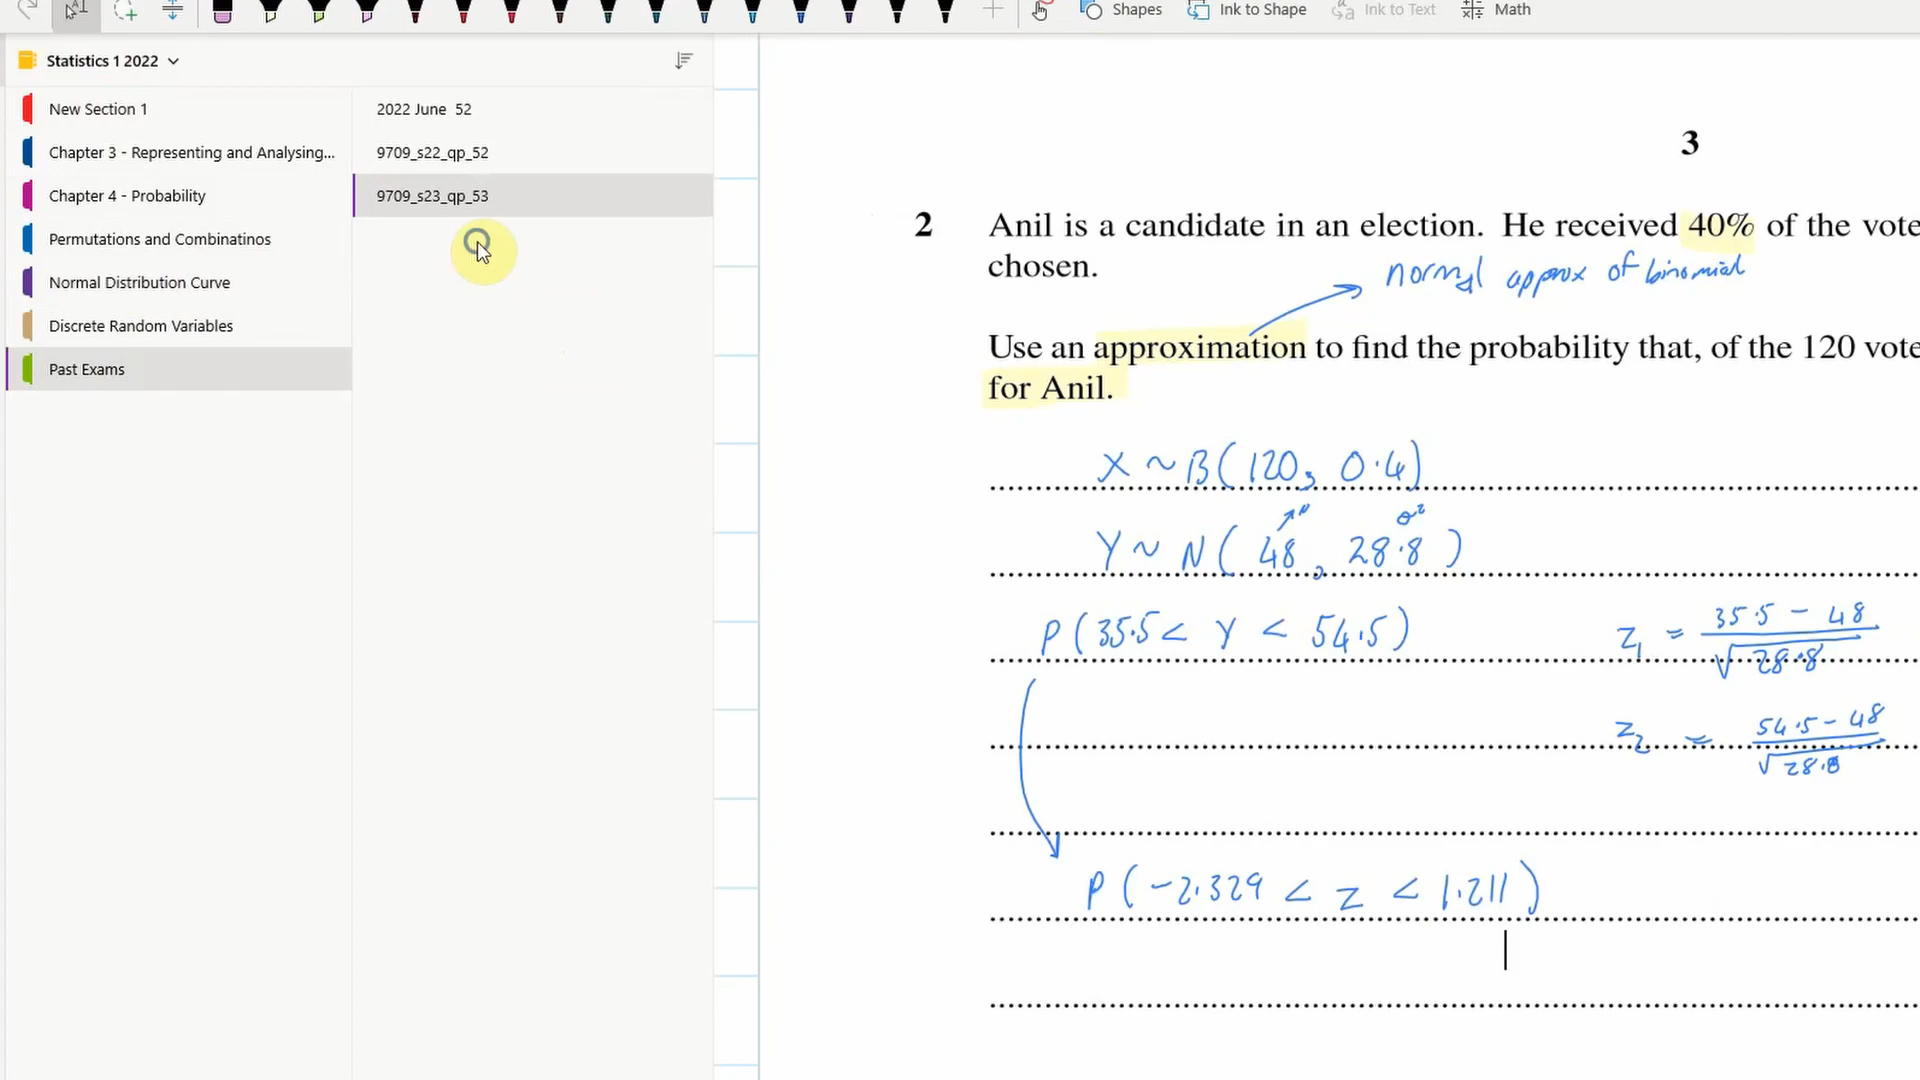 Shapes
Ink to Shape
Ink to Text
Math
Statistics 1 2022
New Section 1
Chapter 3 - Representing and Analysing...
Chapter 4 - Probability
Permutations and Combinatinos
Normal Distribution Curve
Discrete Random Variables
Past Exams
2022 June 52
9709_s22_qp_52
9709_s23_qp_53
3
2 Anil is a candidate in an election. He received 40% of the vote
chosen.
normal approx of binomial
Use an approximation to find the probability that, of the 120 vote
for Anil.
X ~ B(120, 0.4)
σ²
Y ~ N(48, 28.8)
P(35.5 < Y < 54.5)
z₁ = 35.5 - 48
√28.8
z₂ = 54.5 - 48
√28.8
P(-2.329 < z < 1.211)